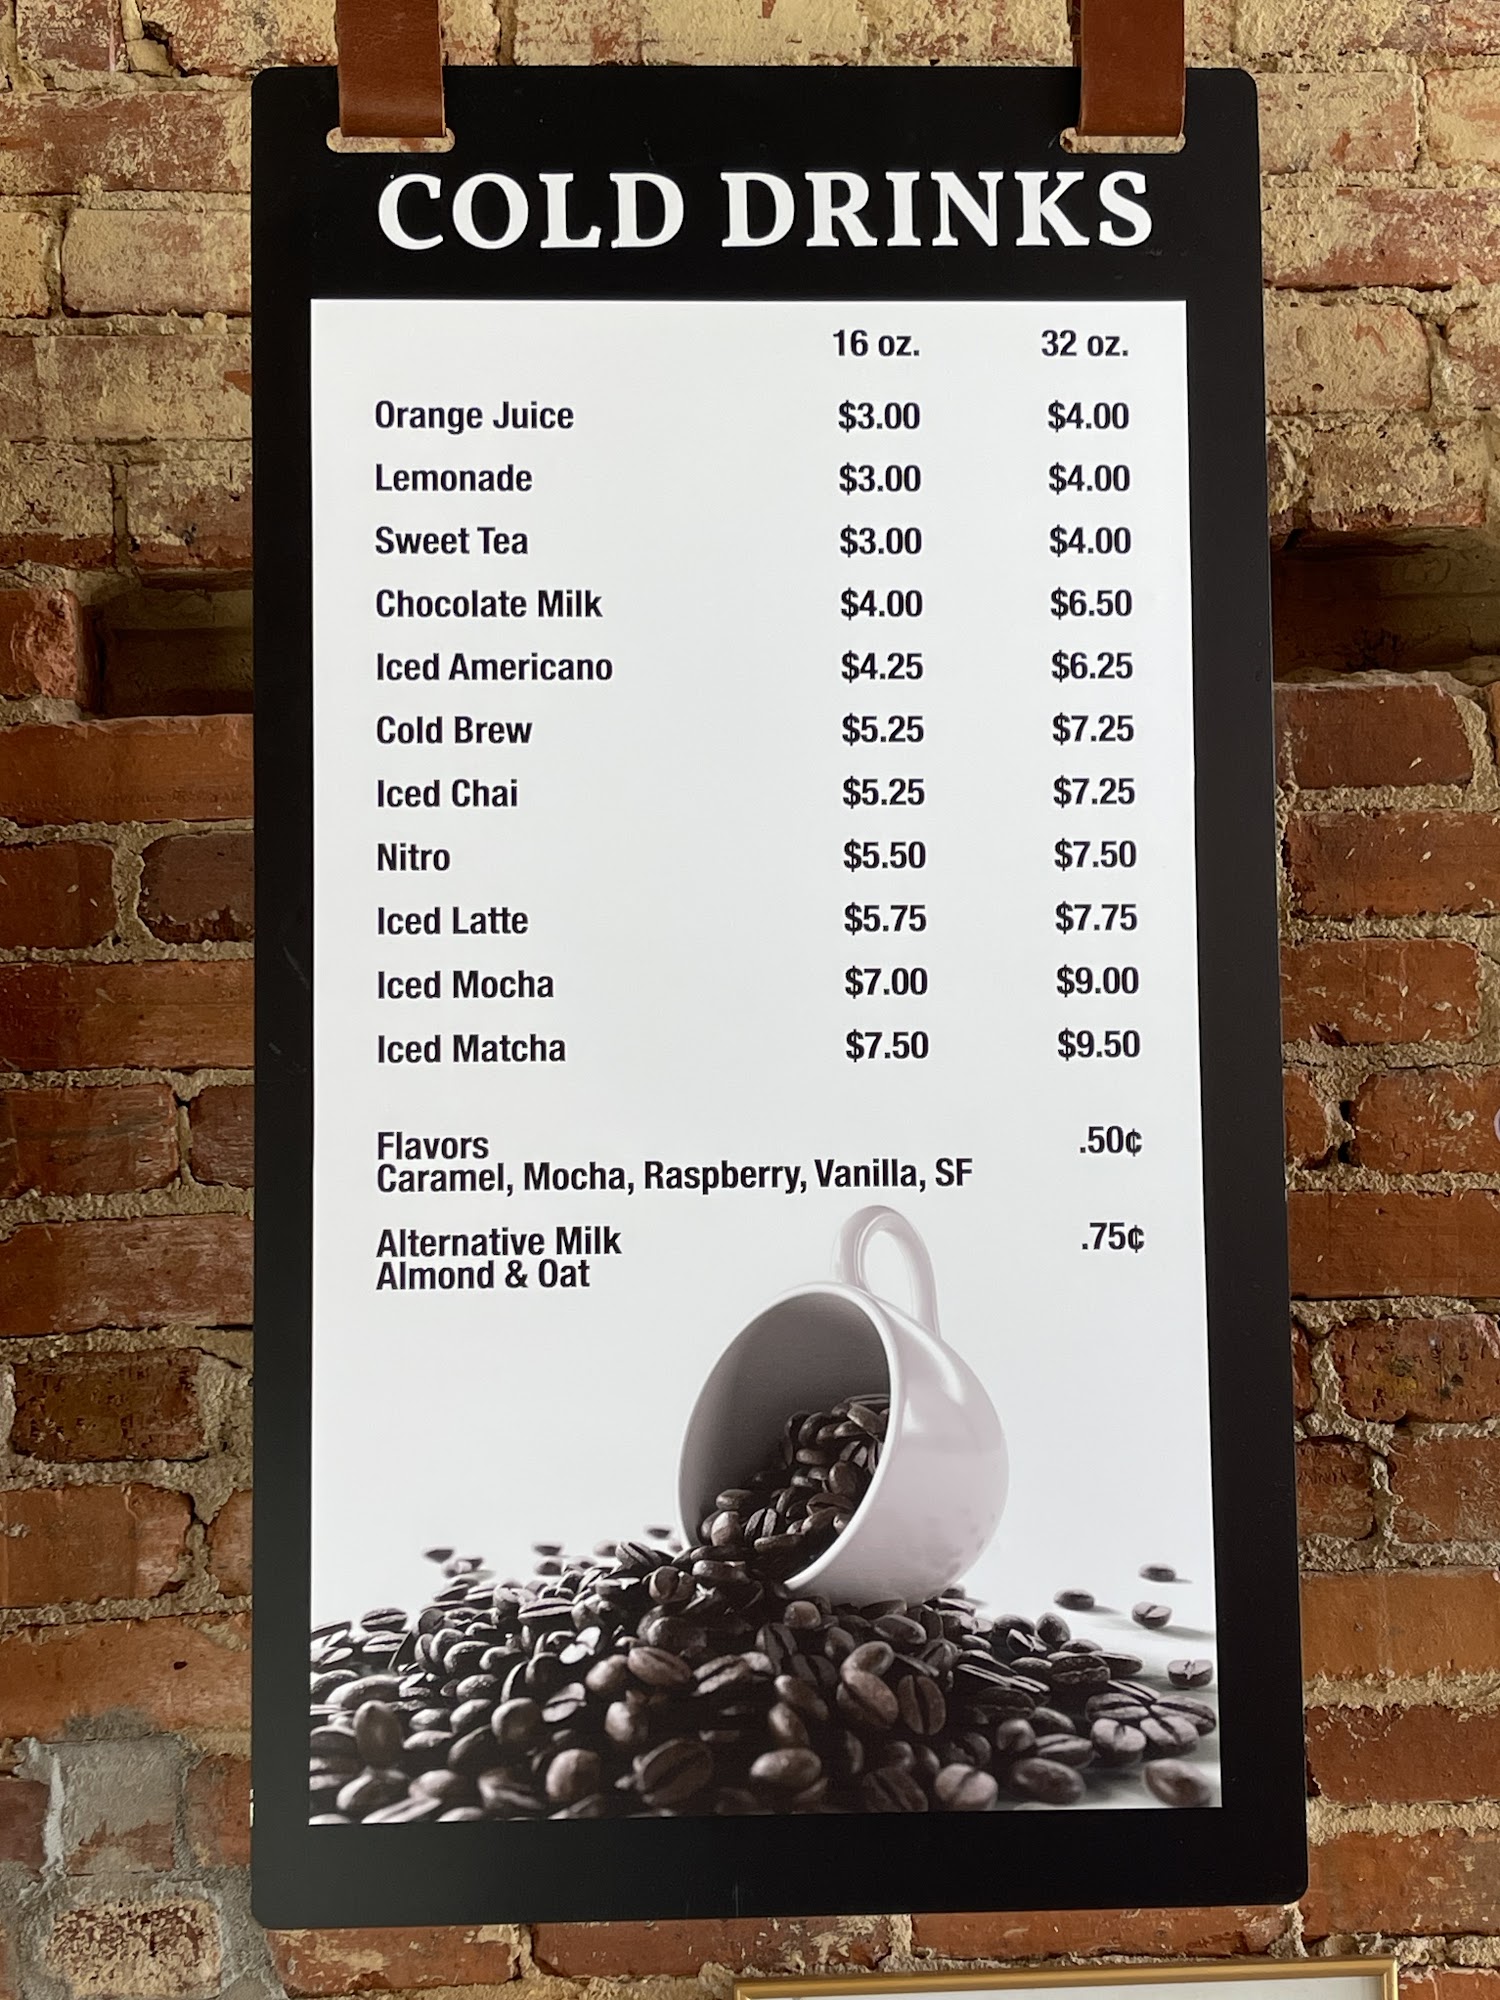 COLD DRINKS
16 oz. 32 oz.
Orange Juice $3.00 $4.00
Lemonade $3.00 $4.00
Sweet Tea $3.00 $4.00
Chocolate Milk $4.00 $6.50
Iced Americano $4.25 $6.25
Cold Brew $5.25 $7.25
Iced Chai $5.25 $7.25
Nitro $5.50 $7.50
Iced Latte $5.75 $7.75
Iced Mocha $7.00 $9.00
Iced Matcha $7.50 $9.50
Flavors .50¢
Caramel, Mocha, Raspberry, Vanilla, SF
Alternative Milk .75¢
Almond & Oat